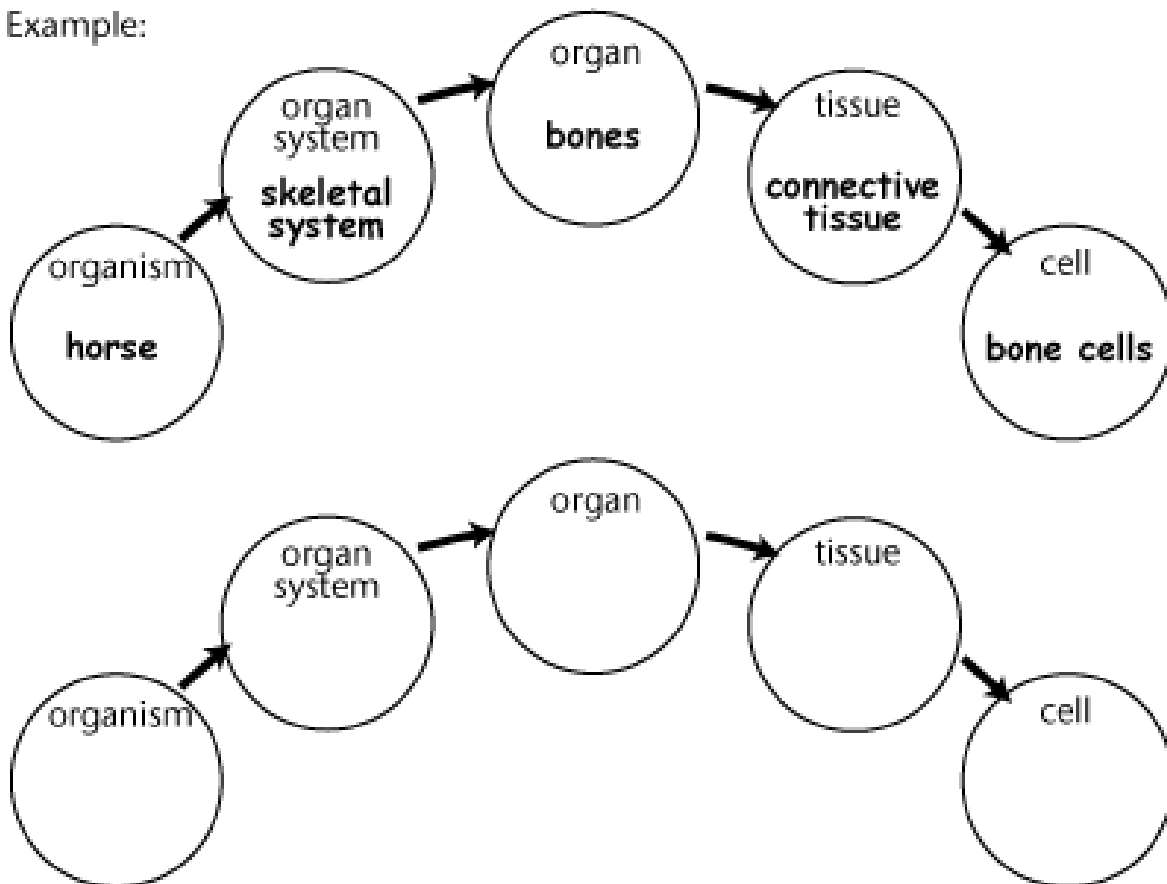 Example:
organism
horse
organ
system
skeletal
system
organ
bones
tissue
connective
tissue
cell
bone cells
organism
organ
system
organ
tissue
cell